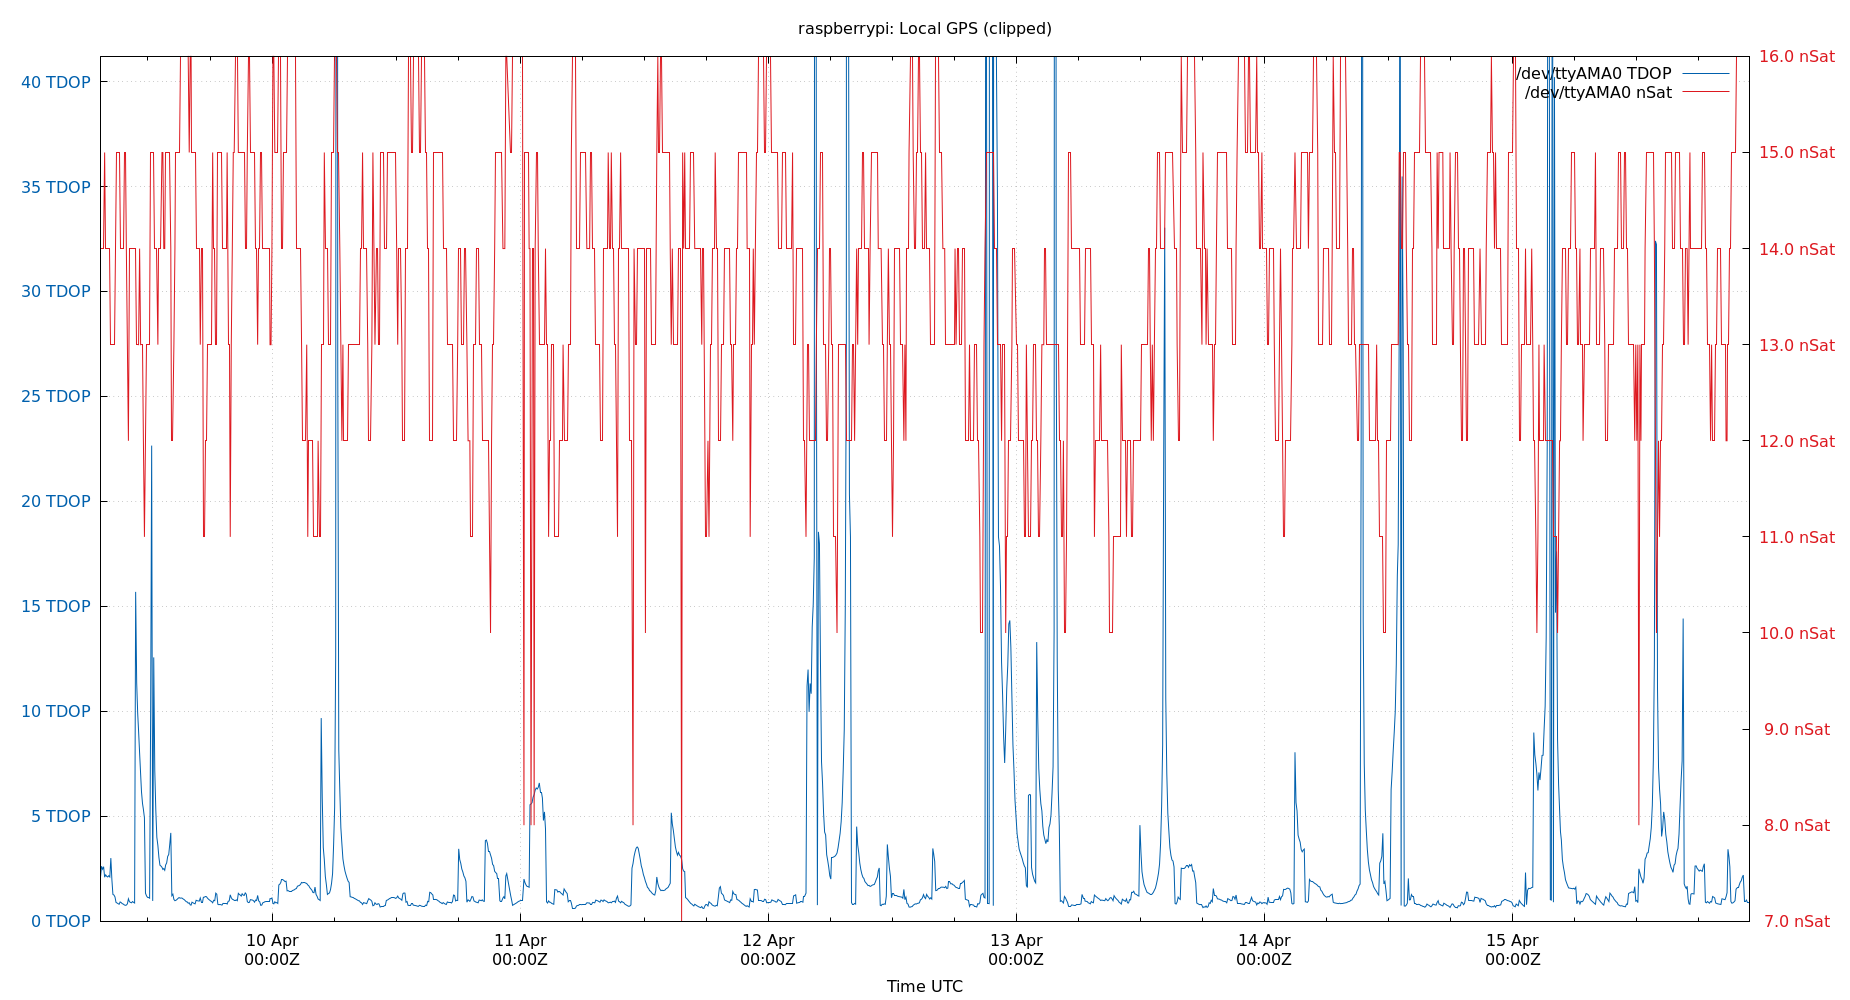 raspberrypi: Local GPS (clipped)
40 TDOP
35 TDOP
30 TDOP
25 TDOP
20 TDOP
15 TDOP
10 TDOP
5 TDOP
0 TDOP
16.0 nSat
15.0 nSat
14.0 nSat
13.0 nSat
12.0 nSat
11.0 nSat
10.0 nSat
9.0 nSat
8.0 nSat
7.0 nSat
/dev/ttyAMA0 TDOP
/dev/ttyAMA0 nSat
10 Apr
00:00Z
11 Apr
00:00Z
12 Apr
00:00Z
13 Apr
00:00Z
14 Apr
00:00Z
15 Apr
00:00Z
Time UTC